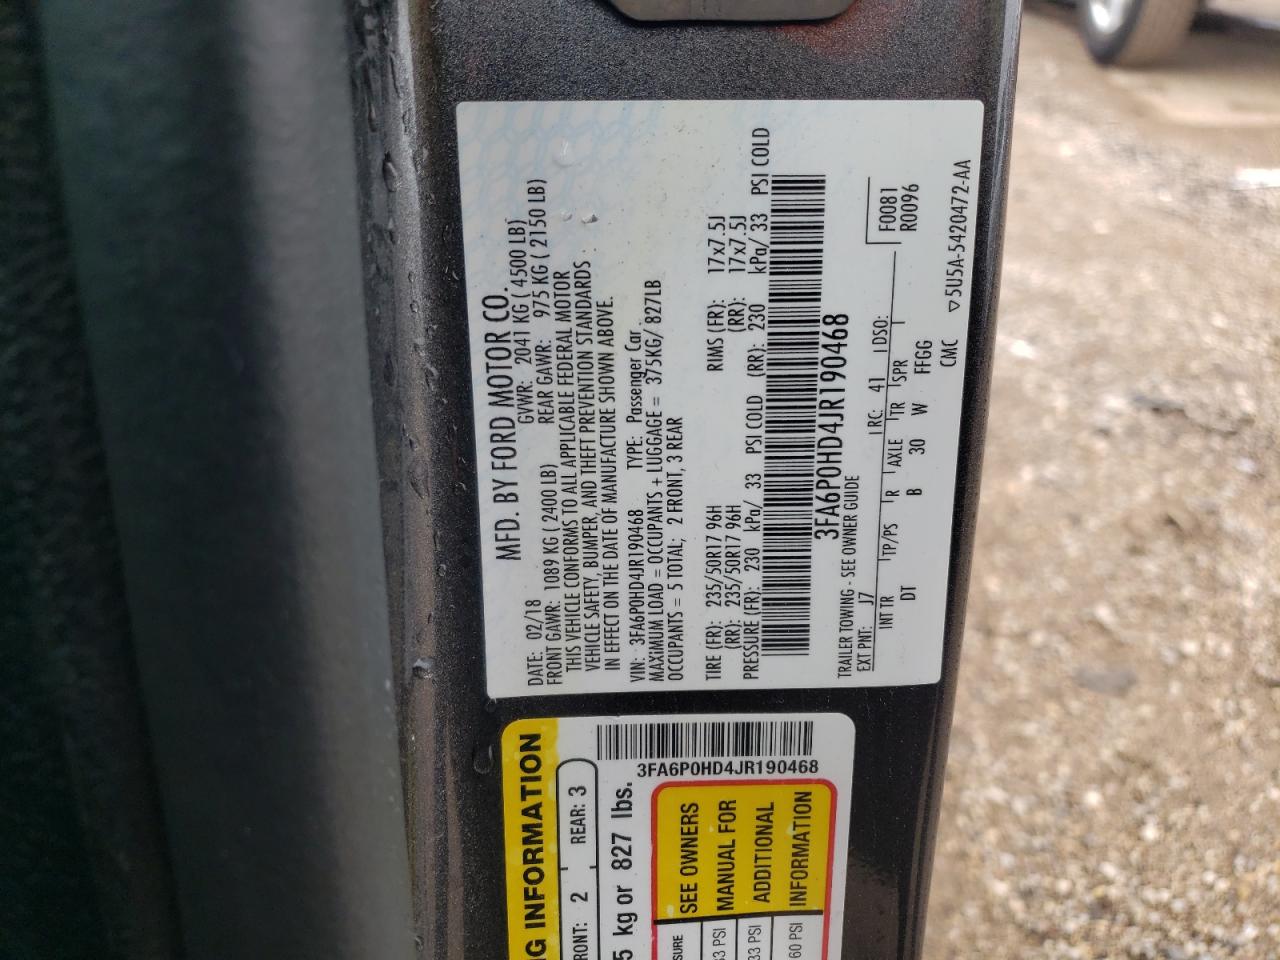 MFD. BY FORD MOTOR CO.
DATE: 02/18 GVWR: 2041 KG ( 4500 LB)
FRONT GAWR: 1089 KG ( 2400 LB) REAR GAWR: 975 KG ( 2150 LB)
THIS VEHICLE CONFORMS TO ALL APPLICABLE FEDERAL MOTOR
VEHICLE SAFETY, BUMPER, AND THEFT PREVENTION STANDARDS
IN EFFECT ON THE DATE OF MANUFACTURE SHOWN ABOVE.
VIN: 3FA6P0HD4JR190468 TYPE: Passenger Car
MAXIMUM LOAD = OCCUPANTS + LUGGAGE = 375KG/ 827LB
OCCUPANTS = 5 TOTAL; 2 FRONT, 3 REAR
TIRE (FR): 235/50R17 96H RIMS (FR): 17x7.5J
(RR): 235/50R17 96H (RR): 17x7.5J
PRESSURE (FR): 230 kPa/ 33 PSI COLD (RR): 230 kPa/ 33 PSI COLD
3FA6P0HD4JR190468
TRAILER TOWING - SEE OWNER GUIDE
EXT PNT: J7 RC: 41 DSO: F0081
R0096
INT TR TP/PS R AXLE TR SPR
DT B 30 W FFGG
CMC
▽5U5A-5420472-AA
G INFORMATION
RONT: 2 REAR: 3
3FA6P0HD4JR190468
5 kg or 827 lbs.
SSURE SEE OWNERS
33 PSI MANUAL FOR
33 PSI ADDITIONAL
60 PSI INFORMATION